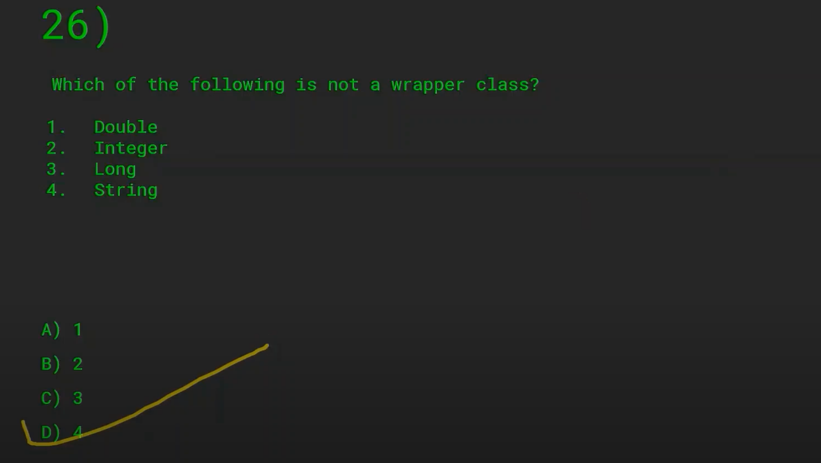 26)
Which of the following is not a wrapper class?
1. Double
2. Integer
3. Long
4. String
A) 1
B) 2
C) 3
D) 4